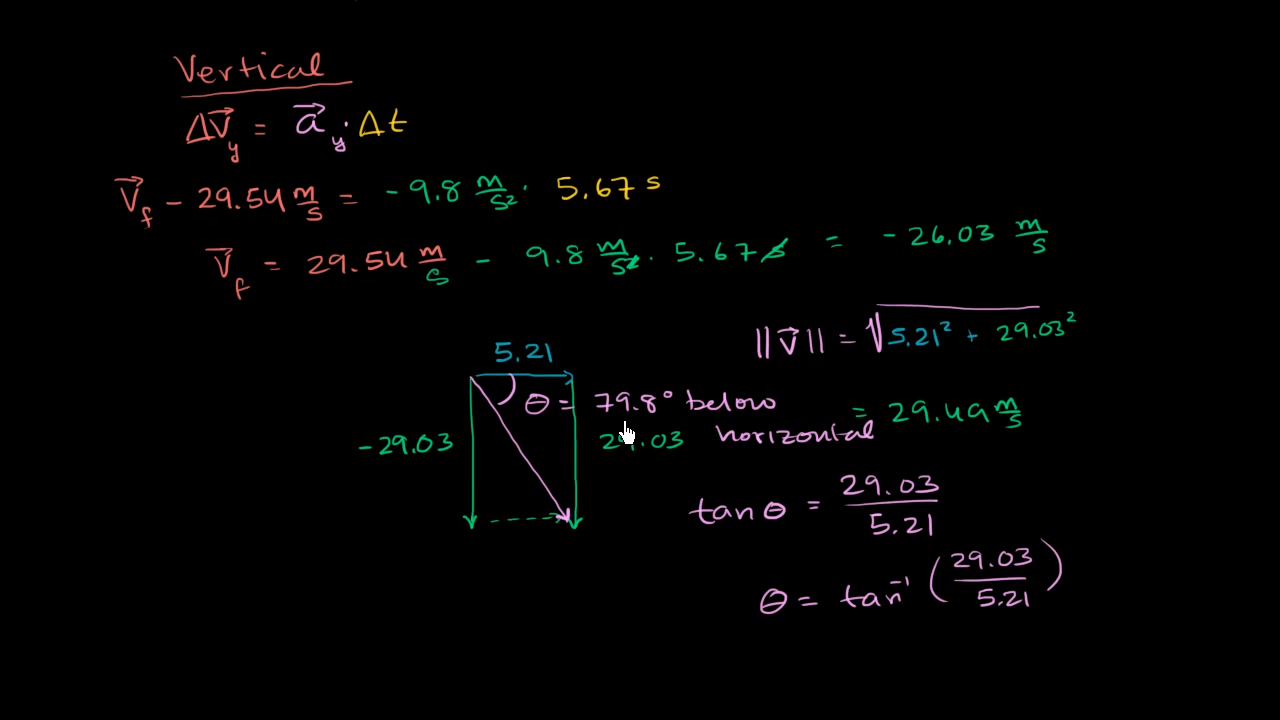 Vertical
Δv⃗y = a⃗y · Δt
v⃗f - 29.54 m/s = -9.8 m/s² · 5.67 s
v⃗f = 29.54 m/s - 9.8 m/s² · 5.67 s = -26.03 m/s
||v⃗|| = √(5.21² + 29.03²)
5.21
θ = 79.8° below
horizontal
= 29.49 m/s
-29.03
29.03
tan θ = 29.03/5.21
θ = tan⁻¹ (29.03/5.21)